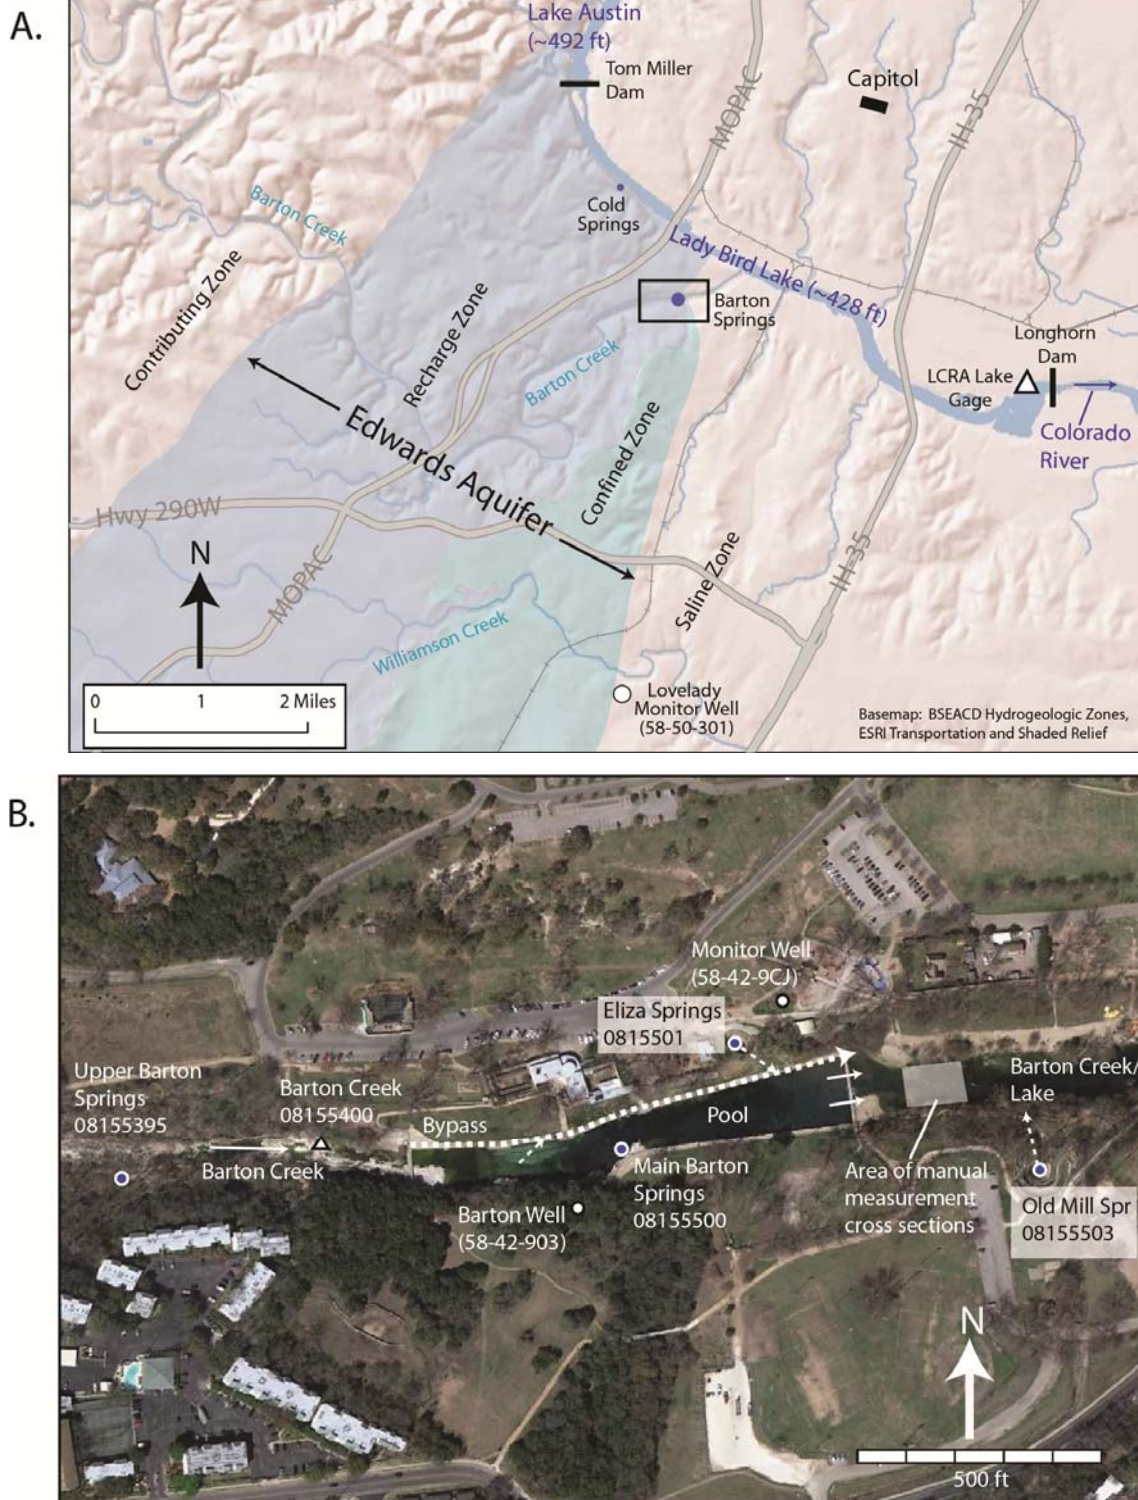 A.
Lake Austin
(~492 ft)
Tom Miller
Dam
MOPAC
Capitol
IH-35
Barton Creek
Cold
Springs
Lady Bird Lake (~428 ft)
Contributing Zone
Recharge Zone
Barton
Springs
Longhorn
Dam
LCRA Lake
Gage
Barton Creek
Colorado
River
Edwards Aquifer
Confined Zone
Hwy 290W
N
MOPAC
Saline Zone
IH-35
Williamson Creek
0 1 2 Miles
Lovelady
Monitor Well
(58-50-301)
Basemap: BSEACD Hydrogeologic Zones,
ESRI Transportation and Shaded Relief
B.
Monitor Well
(58-42-9CJ)
Eliza Springs
0815501
Upper Barton
Springs
08155395
Barton Creek
08155400
Barton Creek/
Lake
Bypass
Pool
Barton Creek
Main Barton
Springs
08155500
Area of manual
measurement
cross sections
Barton Well
(58-42-903)
Old Mill Spr
08155503
N
500 ft